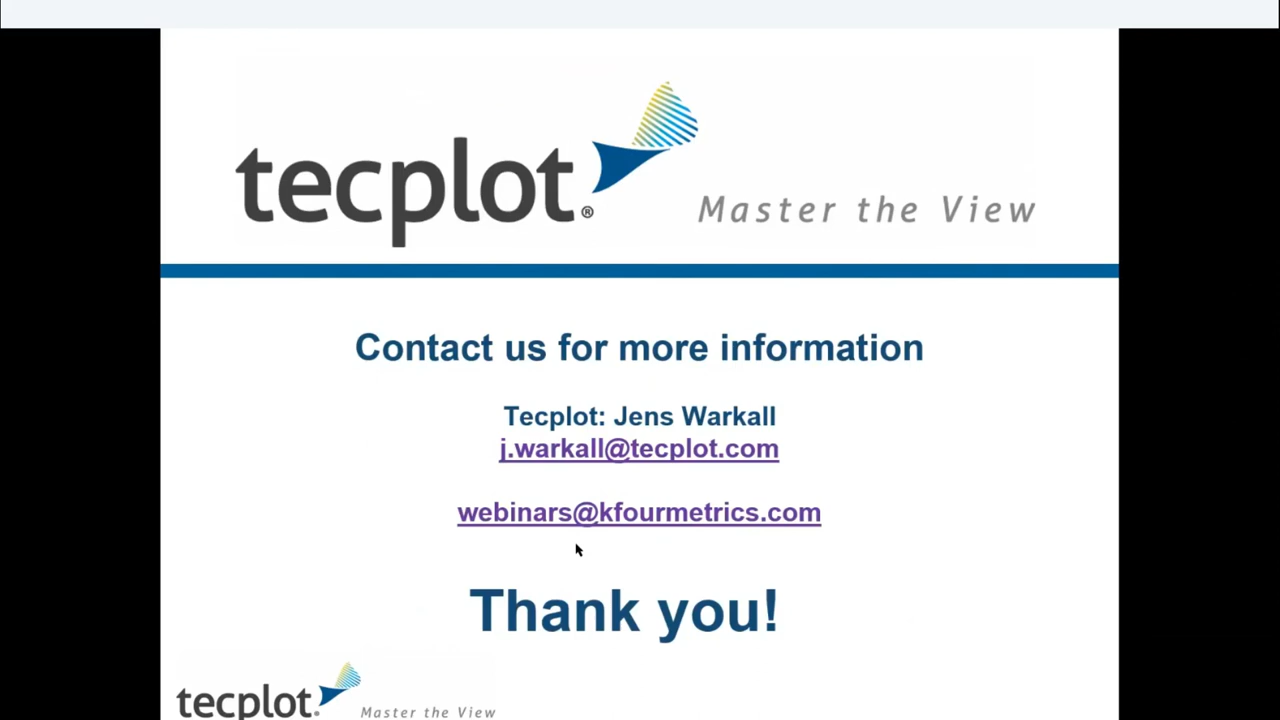 tecplot® Master the View
Contact us for more information
Tecplot: Jens Warkall
j.warkall@tecplot.com
webinars@kfourmetrics.com
Thank you!
tecplot® Master the View